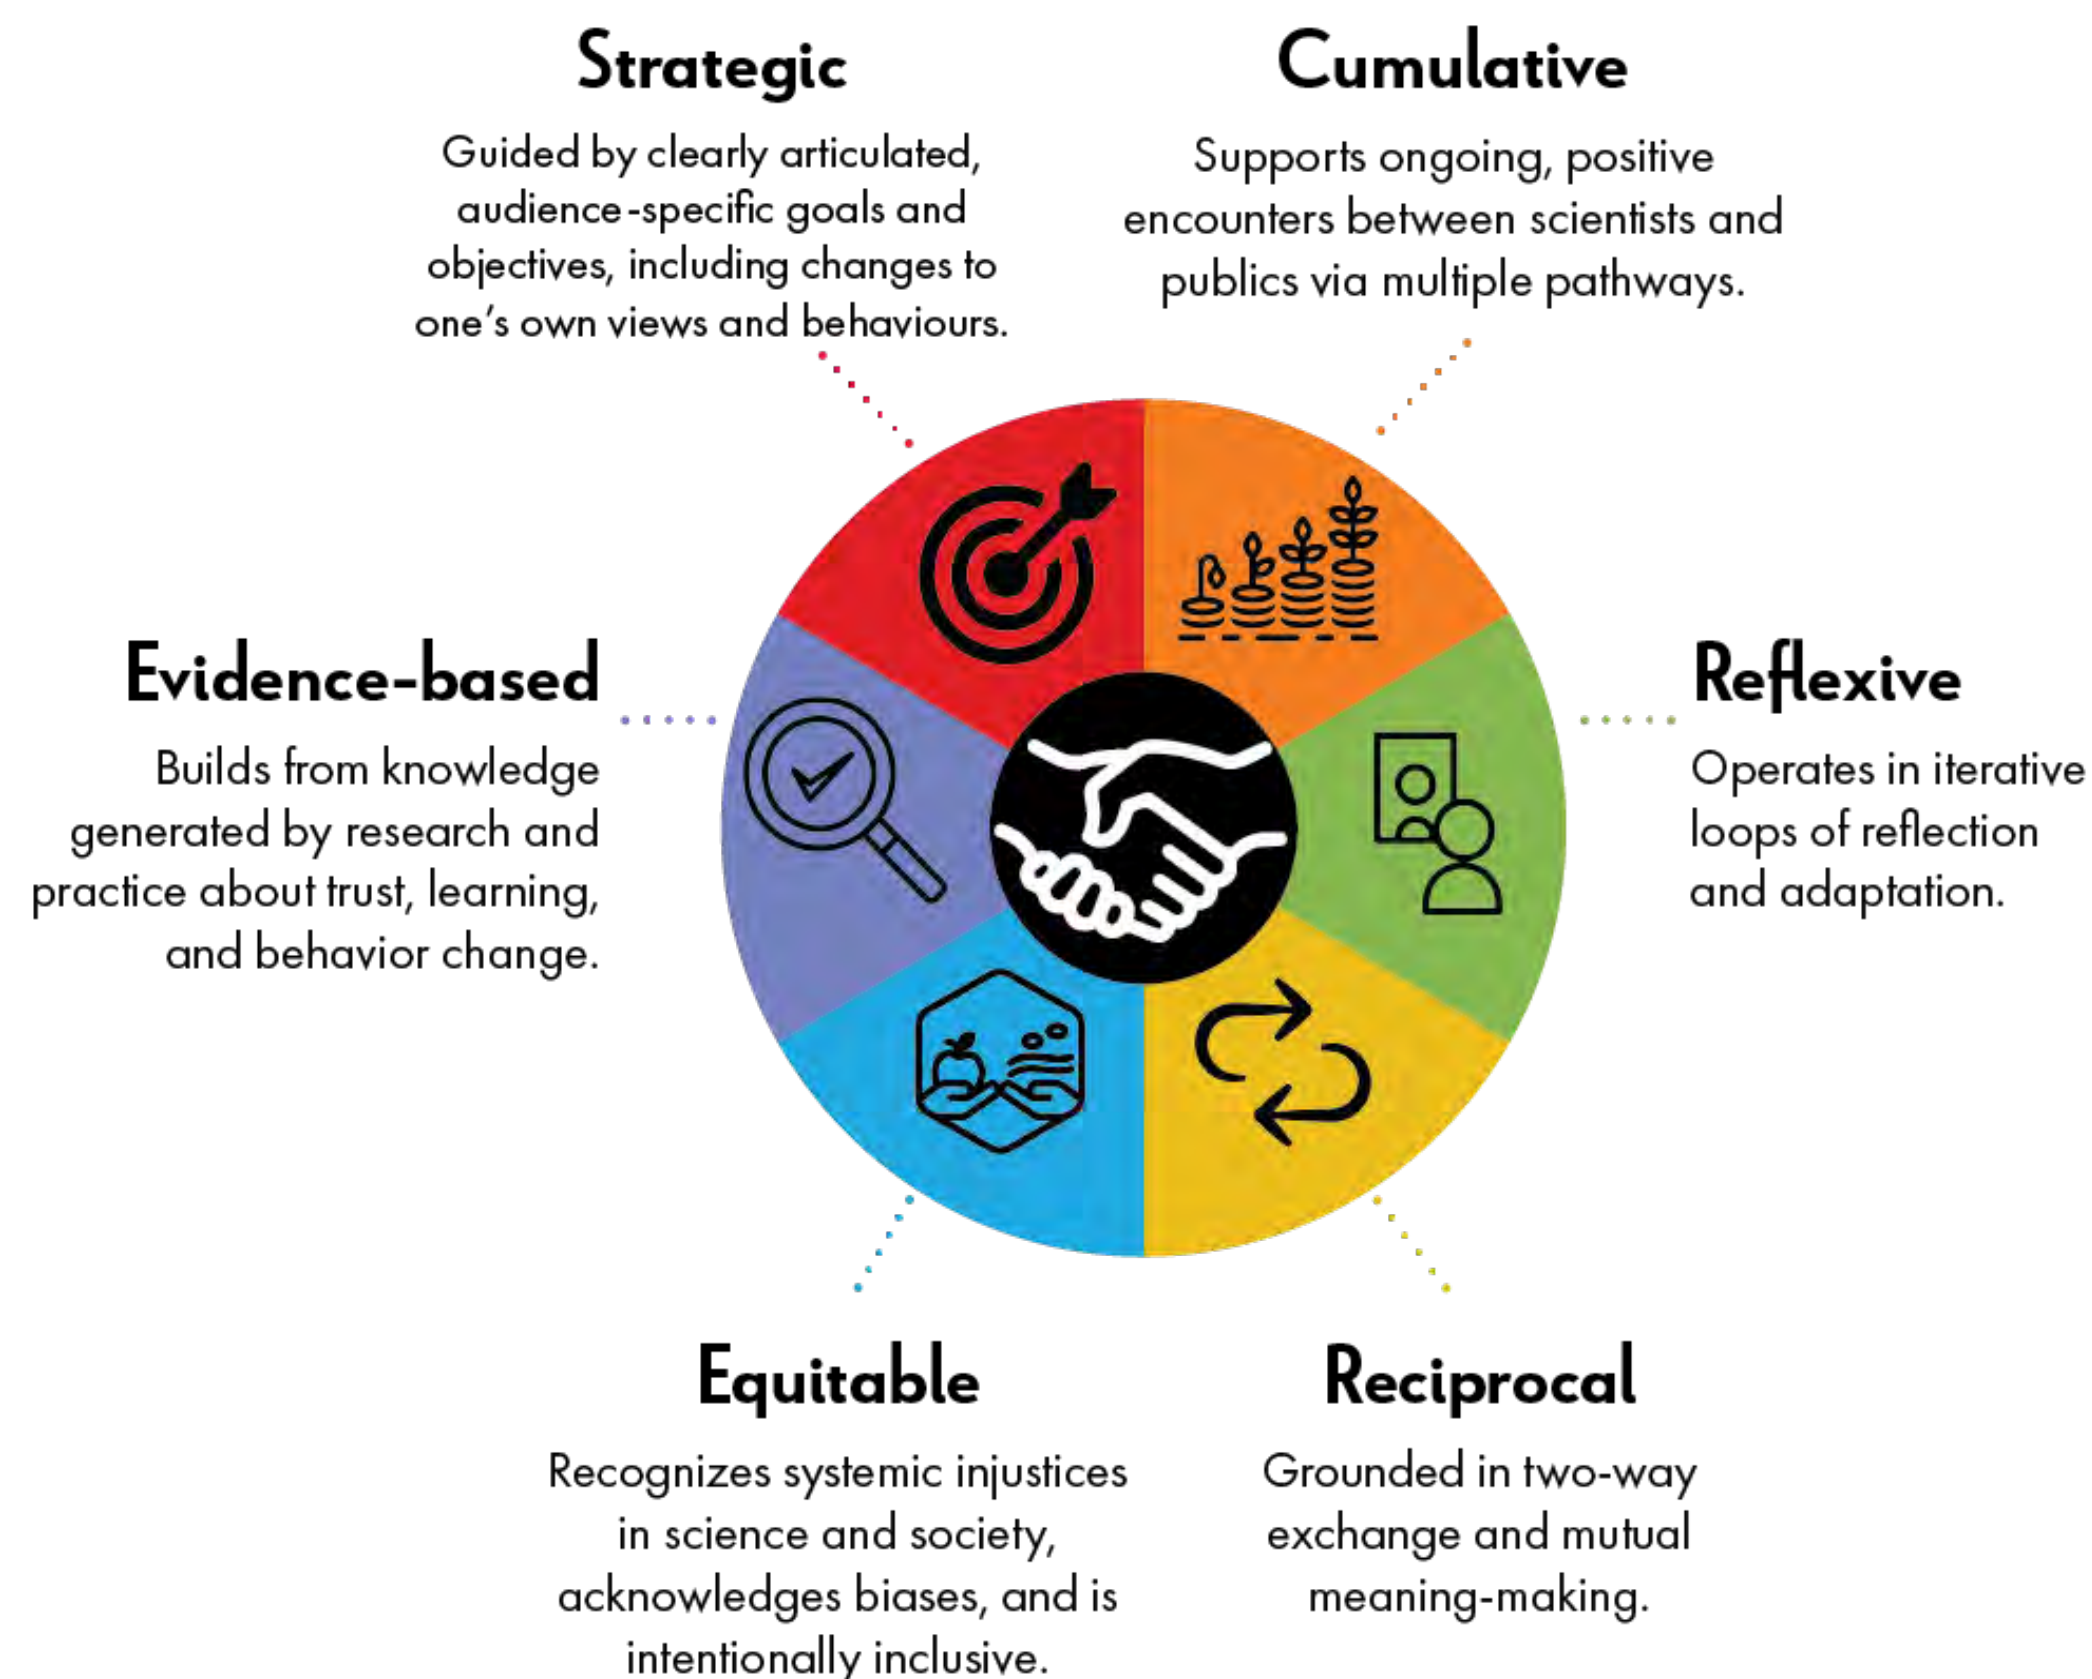 Strategic
Guided by clearly articulated,
audience-specific goals and
objectives, including changes to
one's own views and behaviours.
Cumulative
Supports ongoing, positive
encounters between scientists and
publics via multiple pathways.
Evidence-based
Builds from knowledge
generated by research and
practice about trust, learning,
and behavior change.
Reflexive
Operates in iterative
loops of reflection
and adaptation.
Equitable
Recognizes systemic injustices
in science and society,
acknowledges biases, and is
intentionally inclusive.
Reciprocal
Grounded in two-way
exchange and mutual
meaning-making.